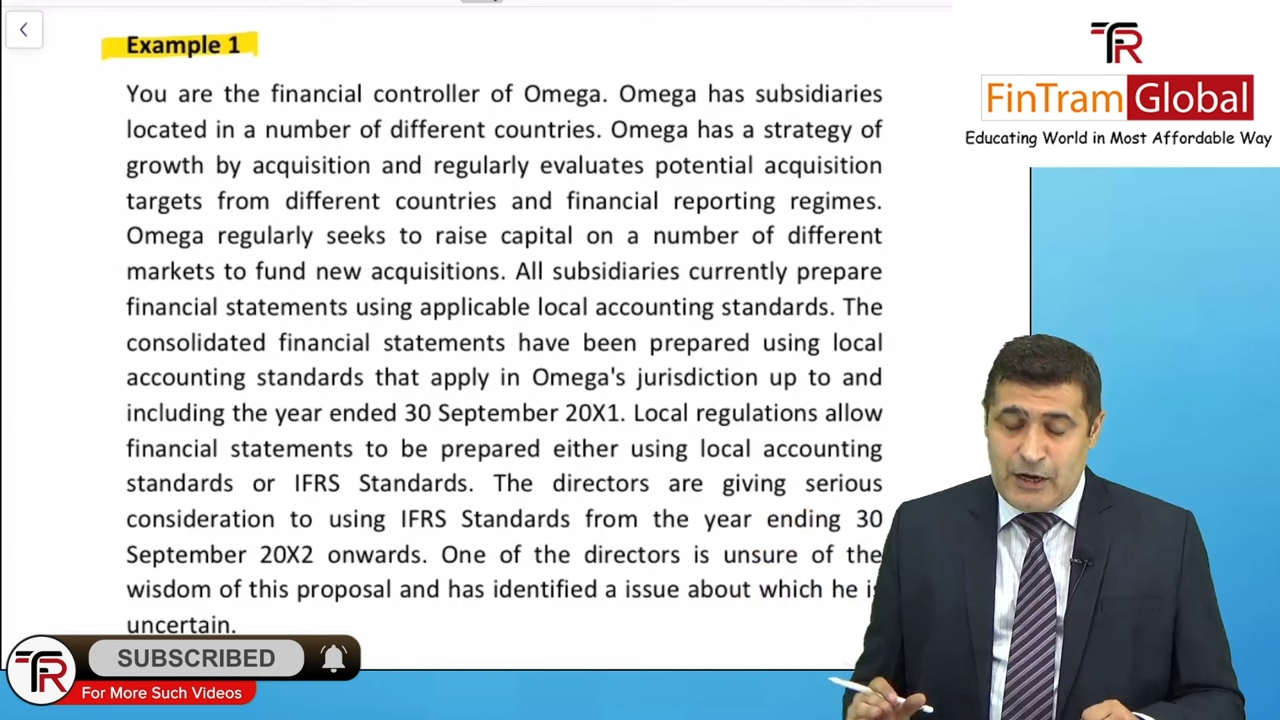 Example 1
You are the financial controller of Omega. Omega has subsidiaries
located in a number of different countries. Omega has a strategy of
growth by acquisition and regularly evaluates potential acquisition
targets from different countries and financial reporting regimes.
Omega regularly seeks to raise capital on a number of different
markets to fund new acquisitions. All subsidiaries currently prepare
financial statements using applicable local accounting standards. The
consolidated financial statements have been prepared using local
accounting standards that apply in Omega's jurisdiction up to and
including the year ended 30 September 20X1. Local regulations allow
financial statements to be prepared either using local accounting
standards or IFRS Standards. The directors are giving serious
consideration to using IFRS Standards from the year ending 30
September 20X2 onwards. One of the directors is unsure of the
wisdom of this proposal and has identified a issue about which he is
uncertain.
FinTram Global
Educating World in Most Affordable Way
SUBSCRIBED
For More Such Videos